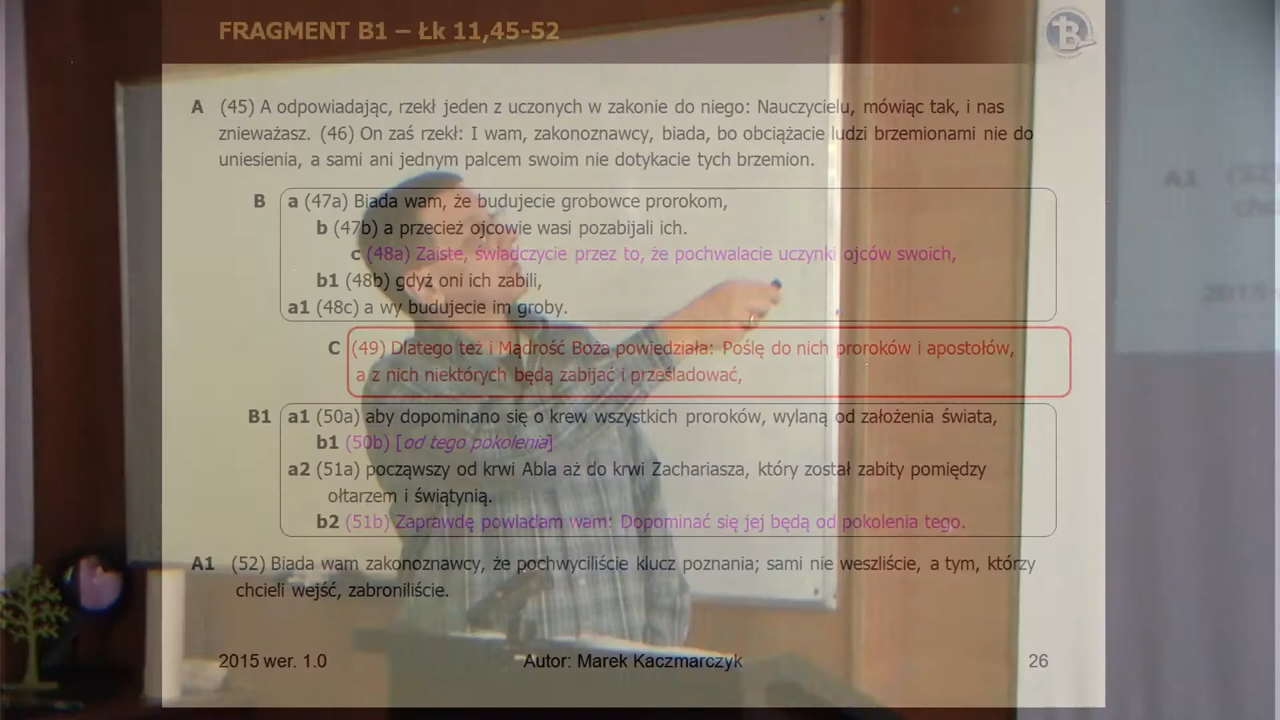 FRAGMENT B1 – Łk 11,45-52
A (45) A odpowiadając, rzekł jeden z uczonych w zakonie do niego: Nauczycielu, mówiąc tak, i nas
znieważasz. (46) On zaś rzekł: I wam, zakonoznawcy, biada, bo obciążacie ludzi brzemionami nie do
uniesienia, a sami ani jednym palcem swoim nie dotykacie tych brzemion.
B a (47a) Biada wam, że budujecie grobowce prorokom,
b (47b) a przecież ojcowie wasi pozabijali ich.
c (48a) Zaiste, świadczycie przez to, że pochwalacie uczynki ojców swoich,
b1 (48b) gdyż oni ich zabili,
a1 (48c) a wy budujecie im groby.
C (49) Dlatego też i Mądrość Boża powiedziała: Poślę do nich proroków i apostołów,
a z nich niektórych będą zabijać i prześladować,
B1 a1 (50a) aby dopominano się o krew wszystkich proroków, wylaną od założenia świata,
b1 (50b) [od tego pokolenia]
a2 (51a) począwszy od krwi Abla aż do krwi Zachariasza, który został zabity pomiędzy
ołtarzem i świątynią.
b2 (51b) Zaprawdę powiadam wam: Dopominać się jej będą od pokolenia tego.
A1 (52) Biada wam zakonoznawcy, że pochwyciliście klucz poznania; sami nie weszliście, a tym, którzy
chcieli wejść, zabroniliście.
2015 wer. 1.0 Autor: Marek Kaczmarczyk 26
A1
2015